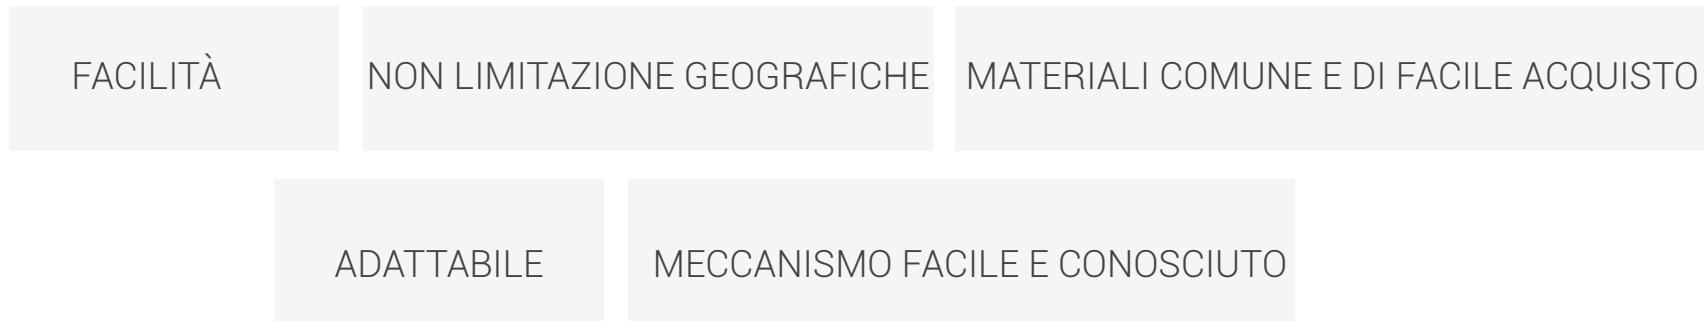 FACILITÀ
NON LIMITAZIONE GEOGRAFICHE
MATERIALI COMUNE E DI FACILE ACQUISTO
ADATTABILE
MECCANISMO FACILE E CONOSCIUTO